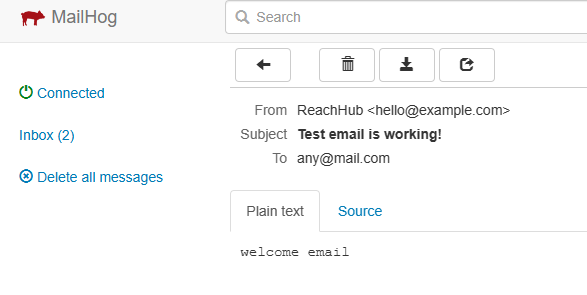 MailHog
Search
Connected
Inbox (2)
Delete all messages
From ReachHub <hello@example.com>
Subject Test email is working!
To any@mail.com
Plain text Source
welcome email